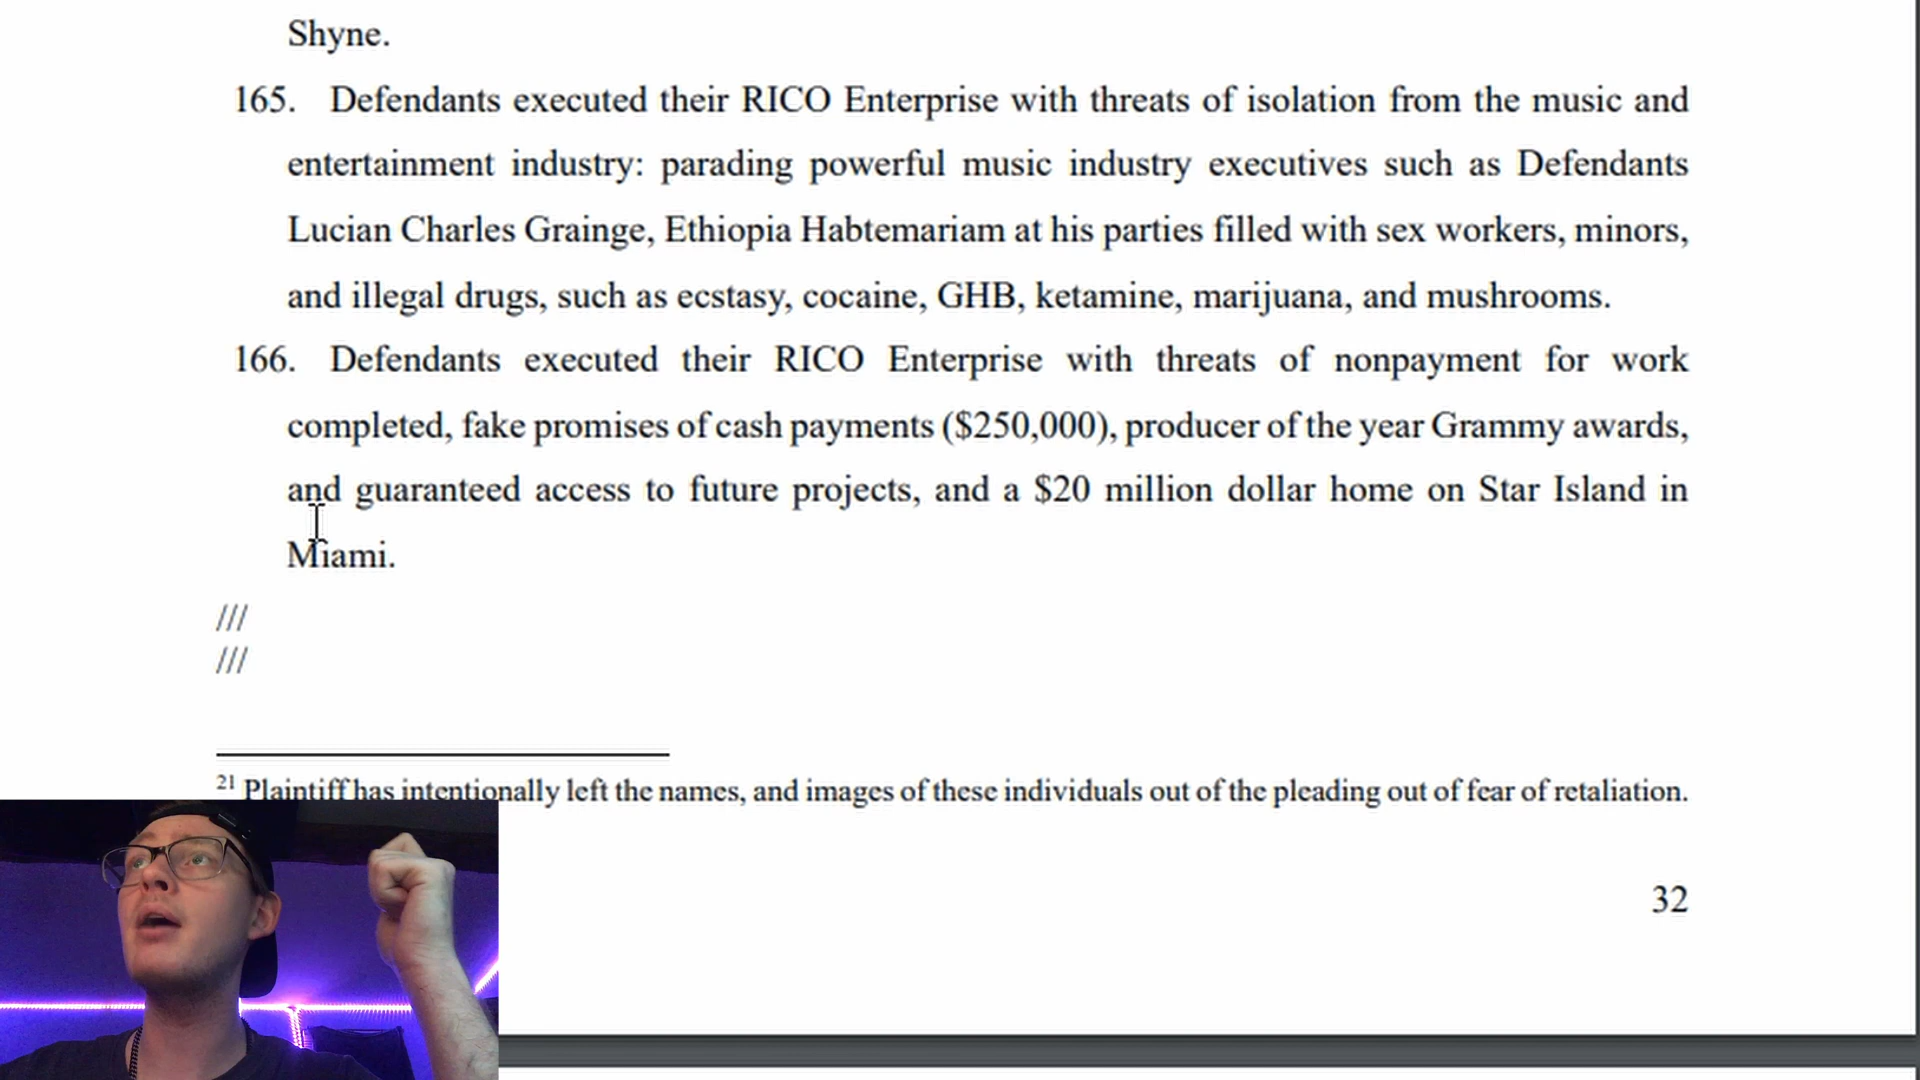 Shyne.
165. Defendants executed their RICO Enterprise with threats of isolation from the music and
entertainment industry: parading powerful music industry executives such as Defendants
Lucian Charles Grainge, Ethiopia Habtemariam at his parties filled with sex workers, minors,
and illegal drugs, such as ecstasy, cocaine, GHB, ketamine, marijuana, and mushrooms.
166. Defendants executed their RICO Enterprise with threats of nonpayment for work
completed, fake promises of cash payments ($250,000), producer of the year Grammy awards,
and guaranteed access to future projects, and a $20 million dollar home on Star Island in
Miami.
///
///
21 Plaintiff has intentionally left the names, and images of these individuals out of the pleading out of fear of retaliation.
32